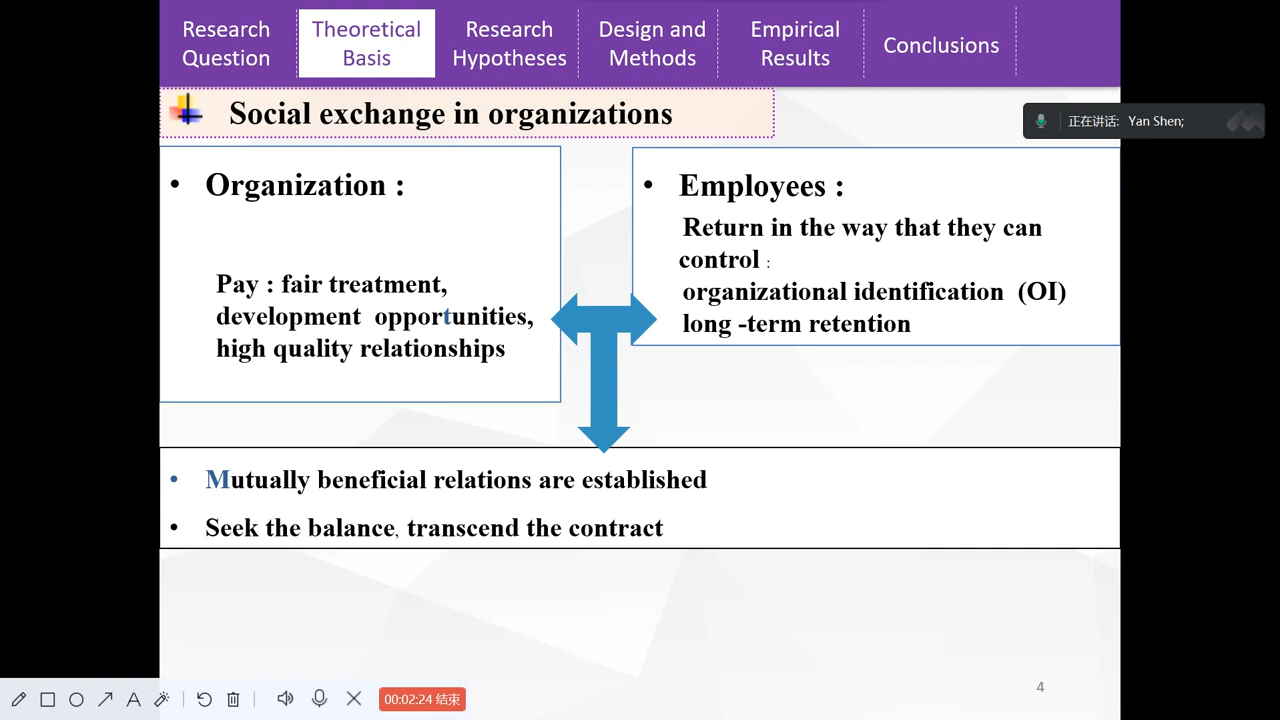 Research Question
Theoretical Basis
Research Hypotheses
Design and Methods
Empirical Results
Conclusions
Social exchange in organizations
正在讲话: Yan Shen;
• Organization :
Pay : fair treatment,
development opportunities,
high quality relationships
• Employees :
Return in the way that they can
control :
organizational identification (OI)
long -term retention
• Mutually beneficial relations are established
• Seek the balance, transcend the contract
4
00:02:24 结束